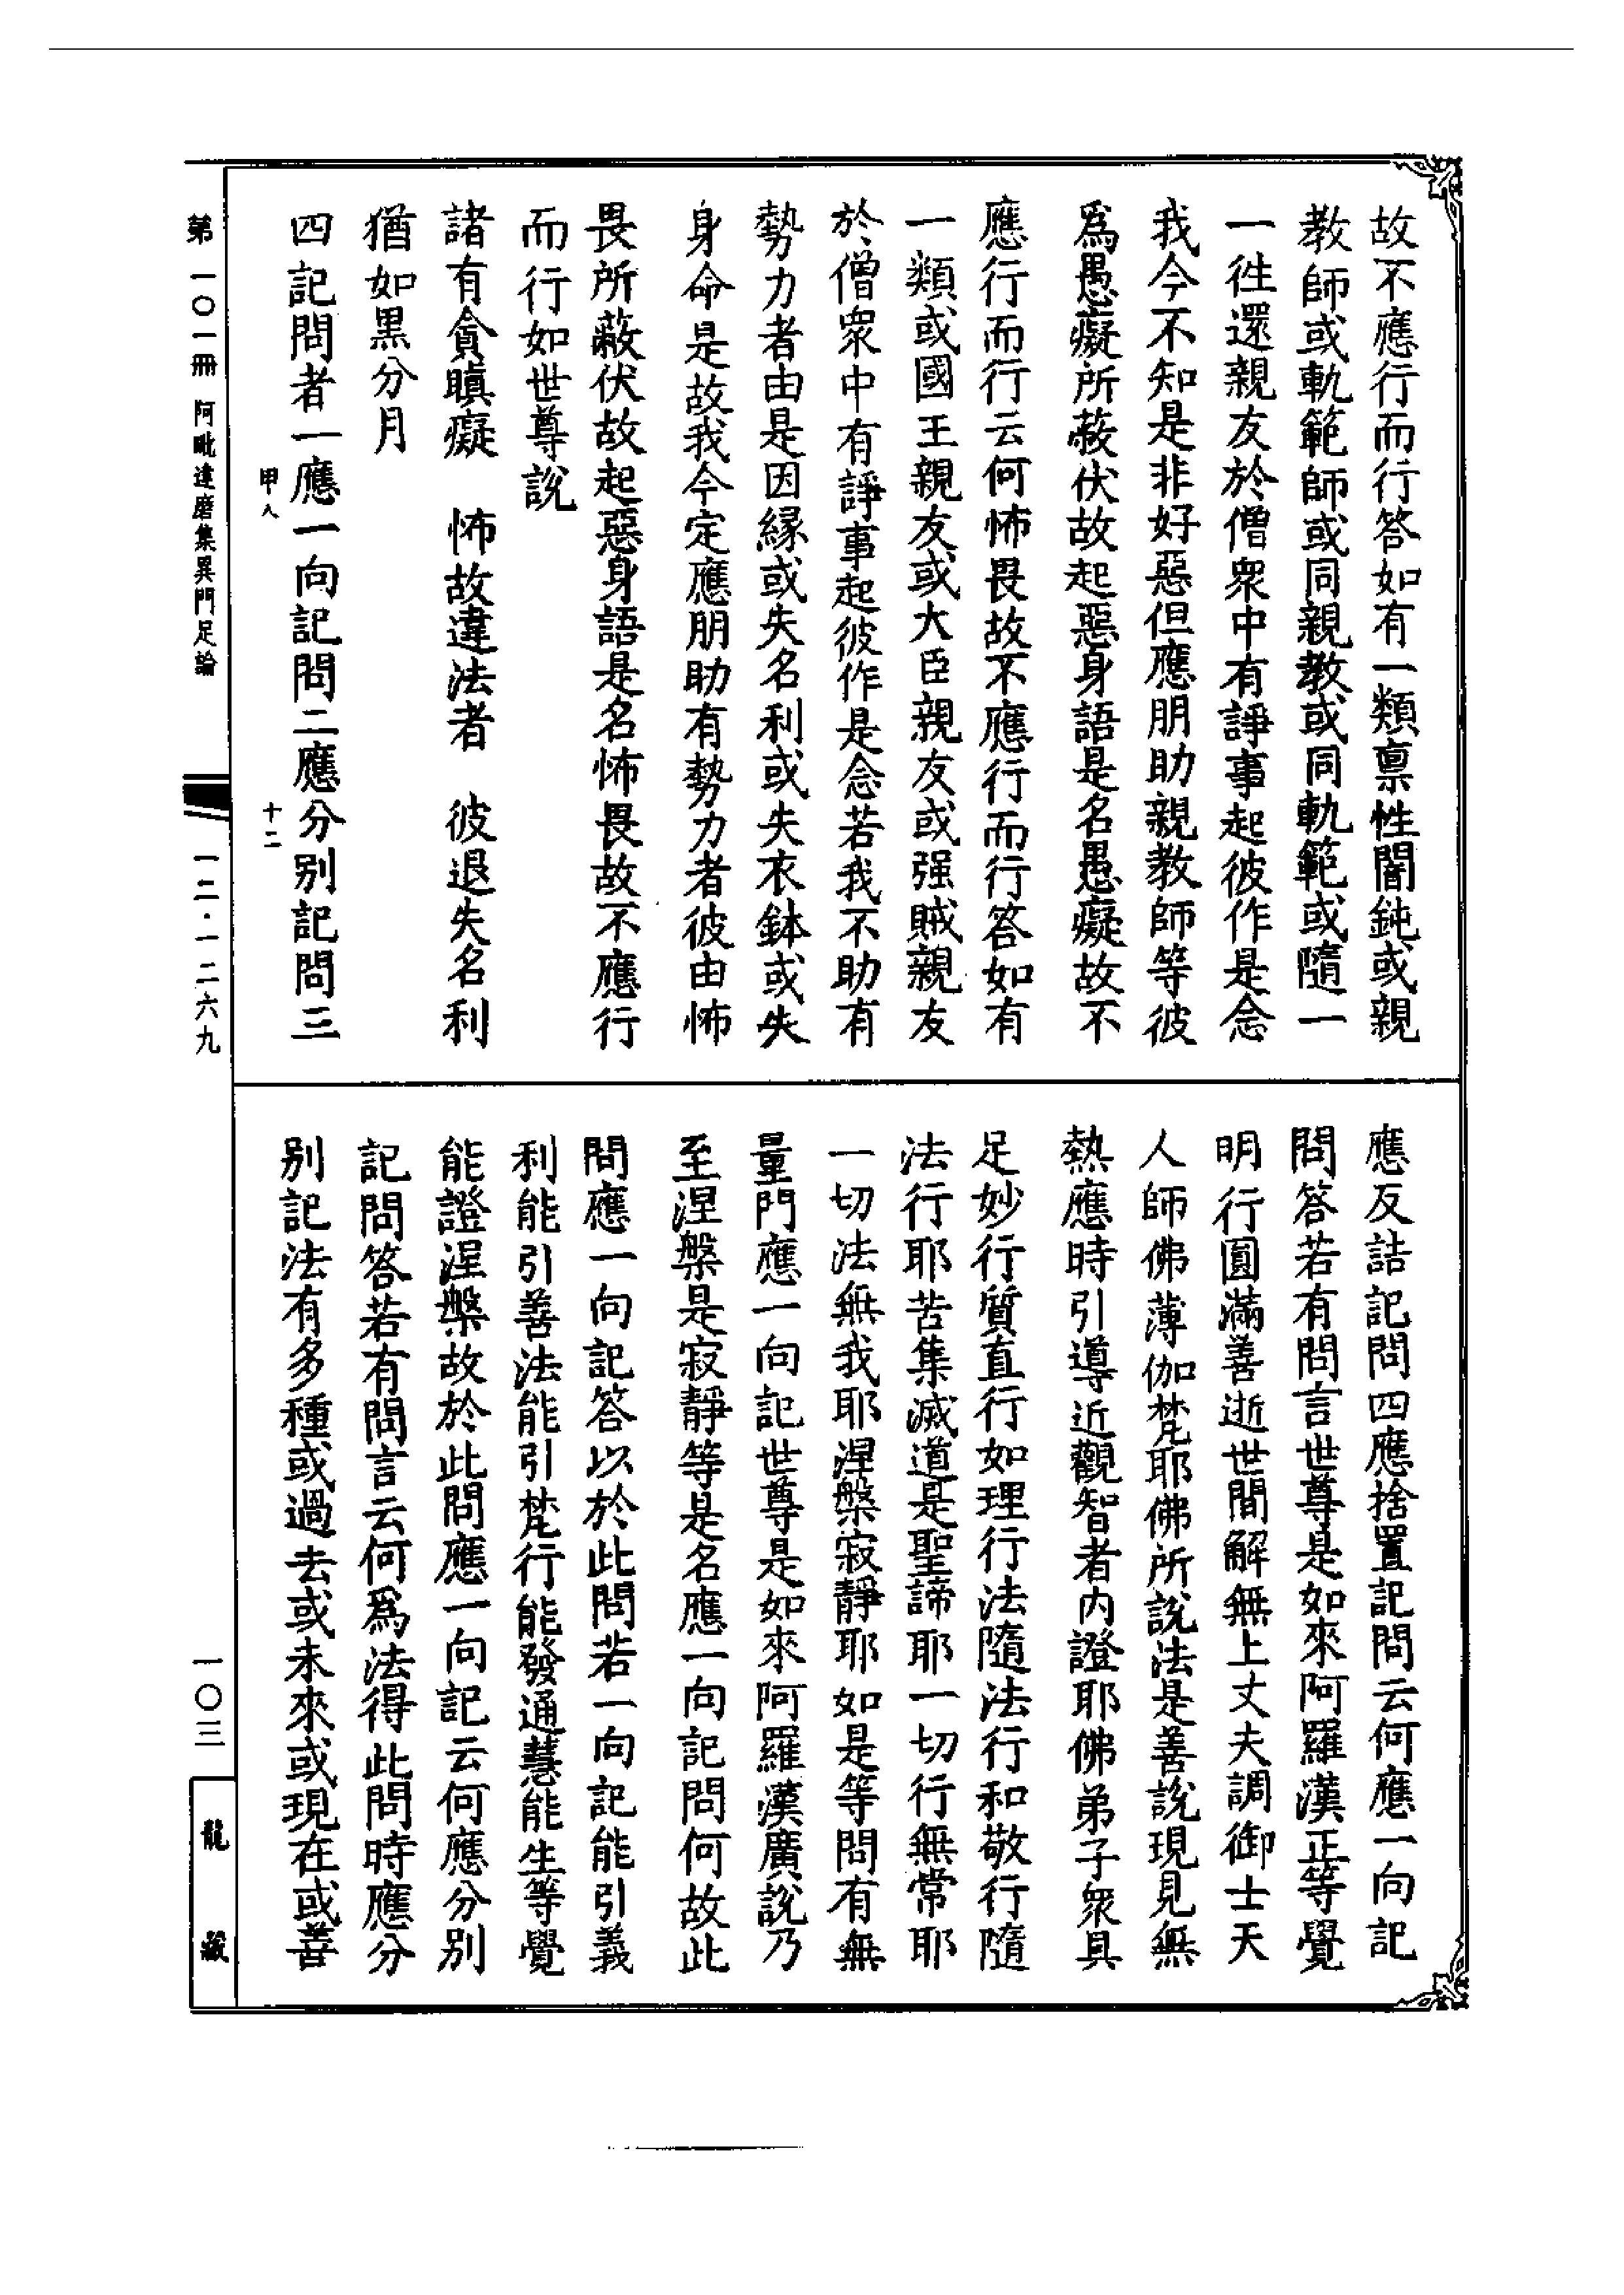 故不應行而行答如有一類禀性闇鈍或親
教師或軌範師或同親教或同軌範或隨一
一徃還親友於僧衆中有諍事起彼作是念
我今不知是非好惡但應朋助親教師等彼
爲愚癡所蔽伏故起惡身語是名愚癡故不
應行而行云何怖畏故不應行而行答如有
一類或國王親友或大臣親友或强賊親友
於僧衆中有諍事起彼作是念若我不助有
勢力者由是因緣或失名利或失衣鉢或失
身命是故我今定應朋助有勢力者彼由怖
畏所蔽伏故起惡身語是名怖畏故不應行
而行如世尊説
諸有貪瞋癡　怖故違法者　彼退失名利
猶如黒分月
四記問者一應一向記問二應分別記問三
甲八　十二
應反詰記問四應捨置記問云何應一向記
問答若有問言世尊是如來阿羅漢正等覺
明行圓滿善逝世間解無上丈夫調御士天
人師佛薄伽梵耶佛所說法是善說現見無
熱應時引導近觀智者内證耶佛弟子衆具
足妙行質直行如理行法隨法行和敬行隨
法行耶苦集滅道是聖諦耶一切行無常耶
一切法無我耶涅槃寂靜耶如是等問有無
量門應一向記世尊是如來阿羅漢廣說乃
至涅槃是寂靜等是名應一向記問何故此
問應一向記答以於此問若一向記能引義
利能引善法能引梵行能發通慧能生等覺
能證涅槃故於此問應一向記云何應分別
記問答若有問言云何爲法得此問時應分
別記法有多種或過去或未來或現在或善
第一〇一冊　阿毗達磨集異門足論
一二·一二六九
一〇三
龍藏